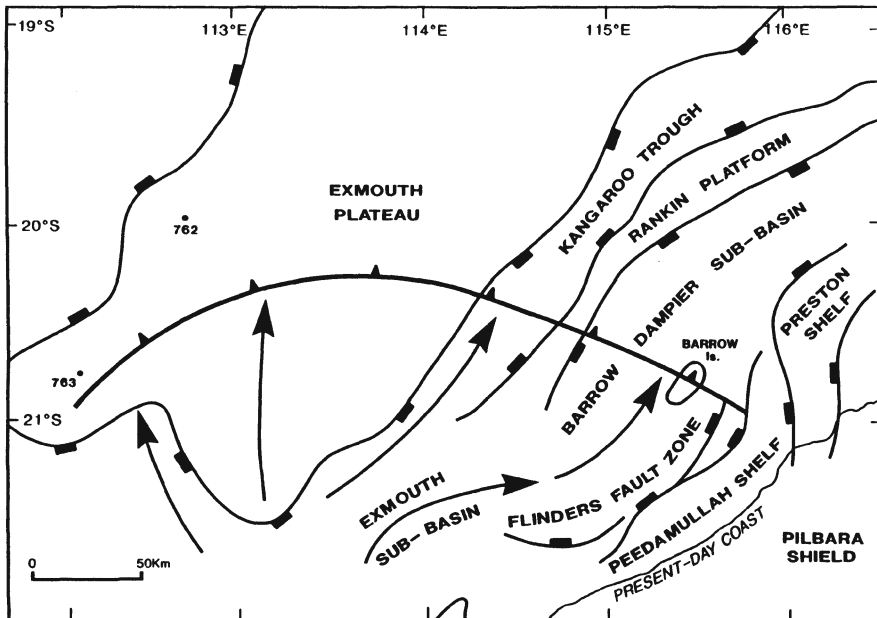 19°S
113°E
114°E
115°E
116°E
EXMOUTH
PLATEAU
KANGAROO TROUGH
RANKIN PLATFORM
762
20°S
DAMPIER SUB-BASIN
PRESTON
SHELF
BARROW
Is.
763
BARROW
21°S
EXMOUTH
SUB-BASIN
FLINDERS FAULT ZONE
PEEDAMULLAH SHELF
PRESENT-DAY COAST
PILBARA
SHIELD
0 50Km